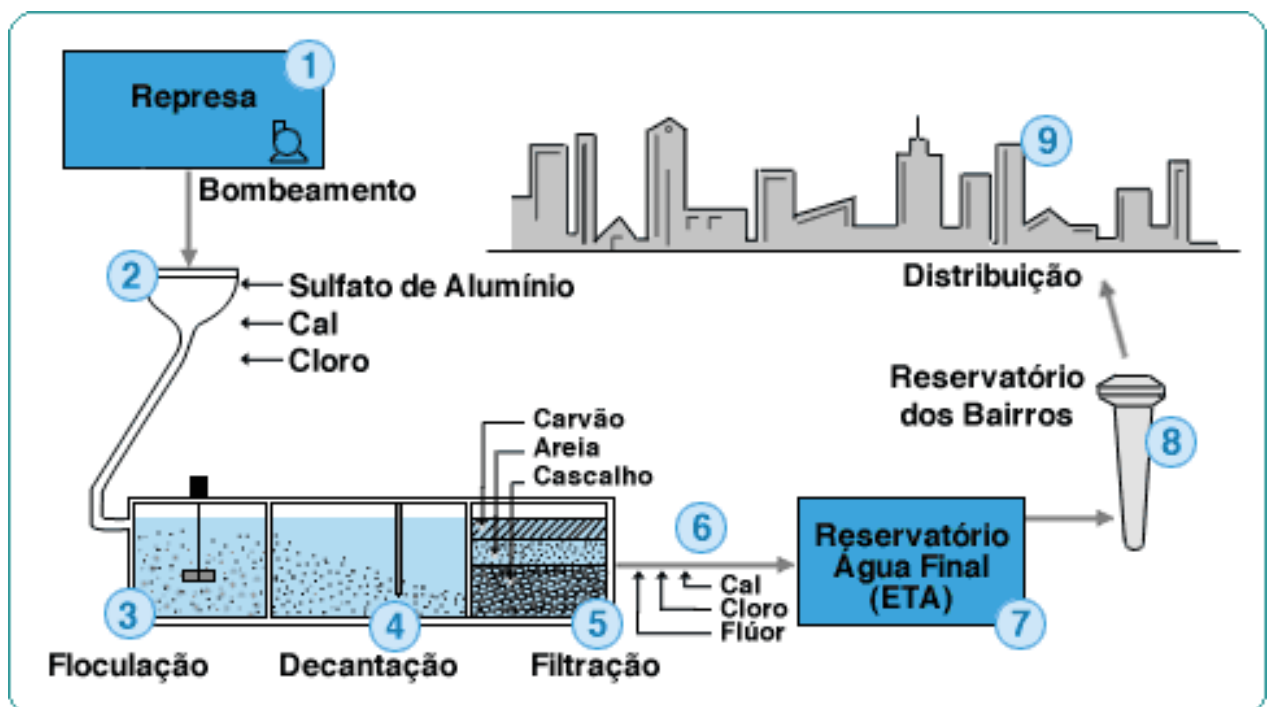 1
Represa
Bombeamento
2
Sulfato de Alumínio
Cal
Cloro
3
Floculação
4
Decantação
Carvão
Areia
Cascalho
5
Filtração
6
Cal
Cloro
Flúor
Reservatório
Água Final
(ETA)
7
Reservatório
dos Bairros
8
9
Distribuição